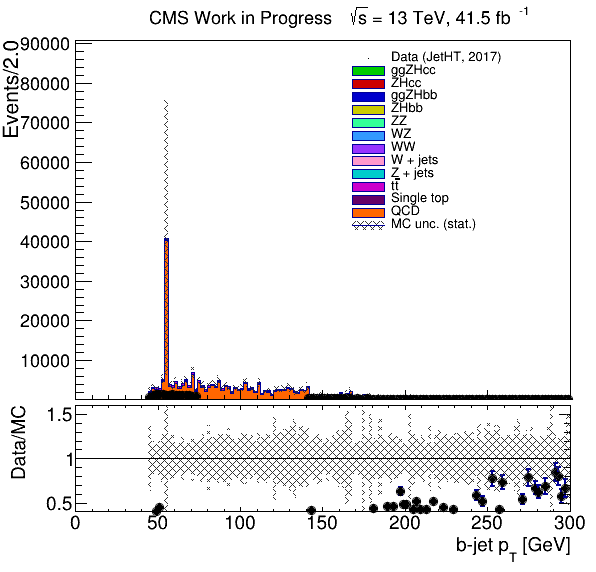 CMS Work in Progress √s = 13 TeV, 41.5 fb⁻¹
Events/2.0
90000
80000
70000
60000
50000
40000
30000
20000
10000
Data (JetHT, 2017)
ggZHcc
ZHcc
ggZHbb
ZHbb
ZZ
WZ
WW
W + jets
Z + jets
tt̅
Single top
QCD
MC unc. (stat.)
Data/MC
1.5
1
0.5
0 50 100 150 200 250 300
b-jet p_T [GeV]